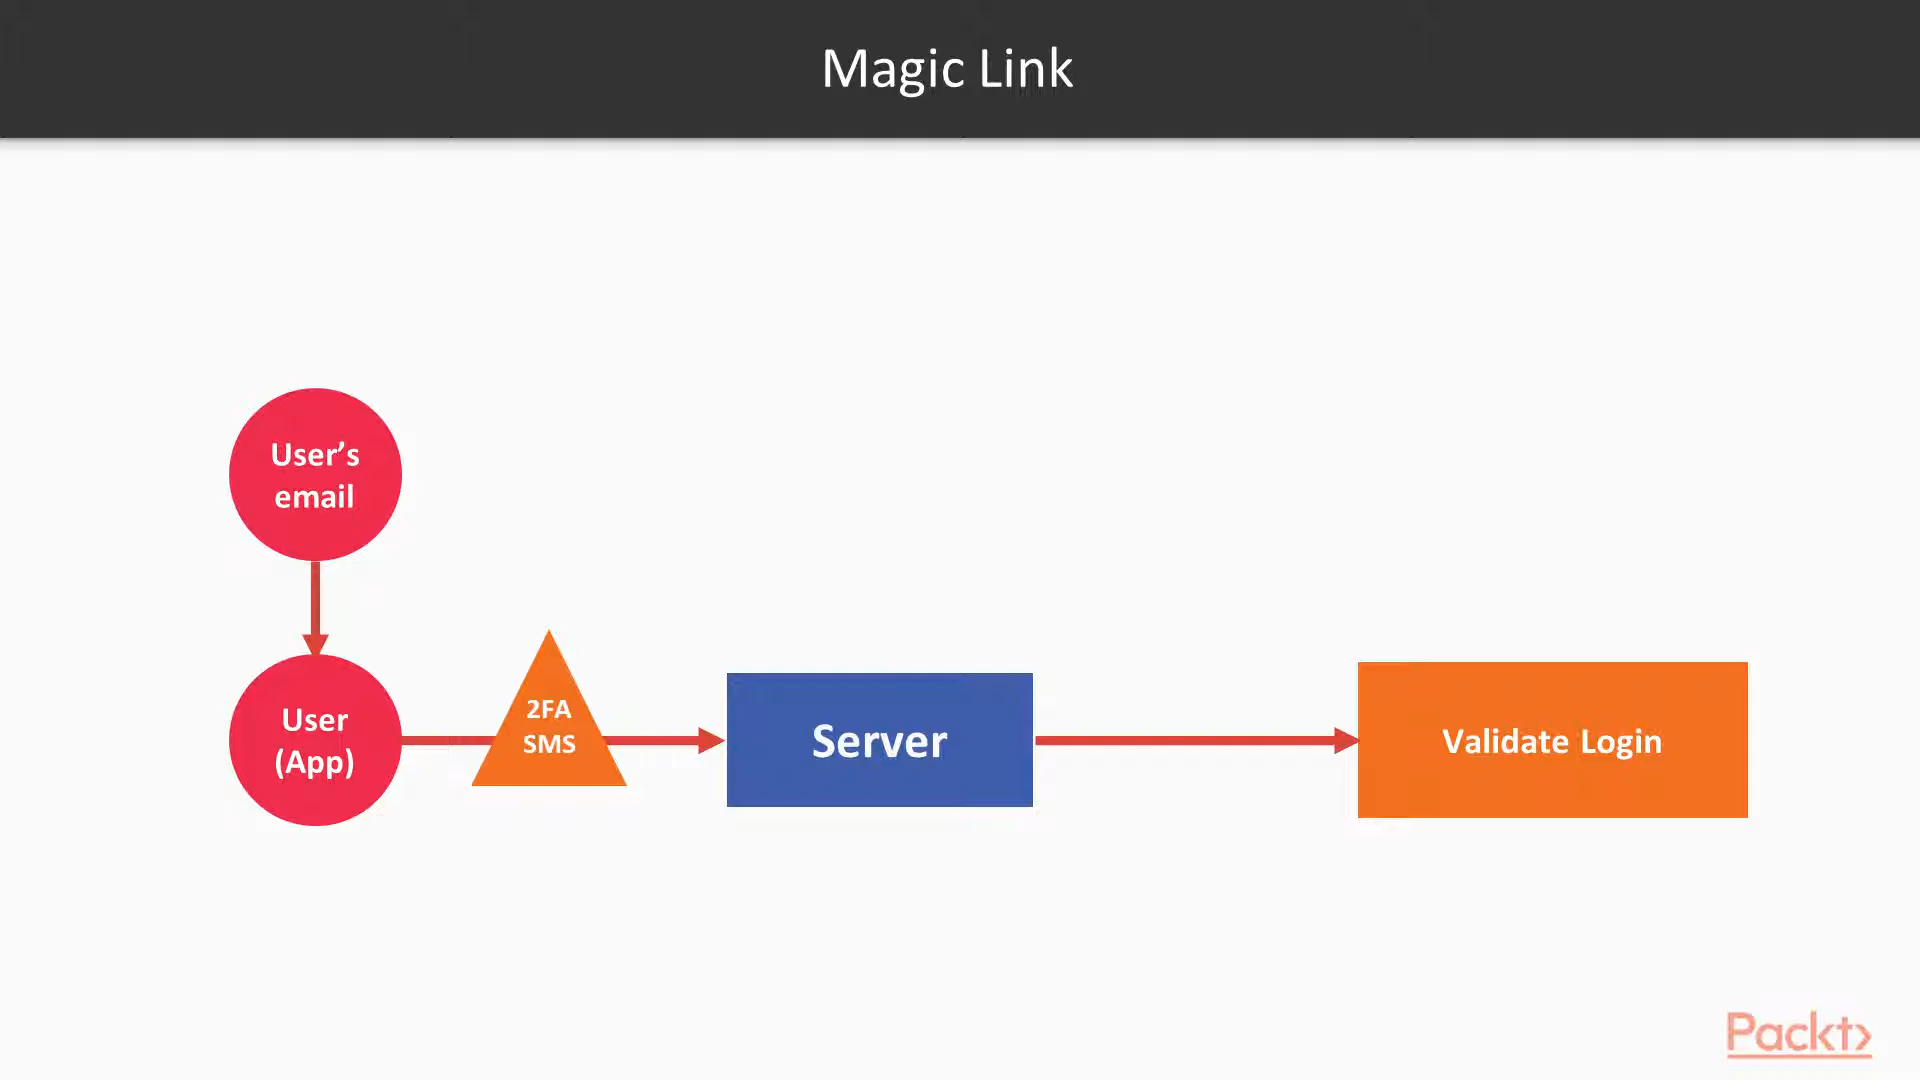 Magic Link
User’s
email
User
(App)
2FA
SMS
Server
Validate Login
Packt